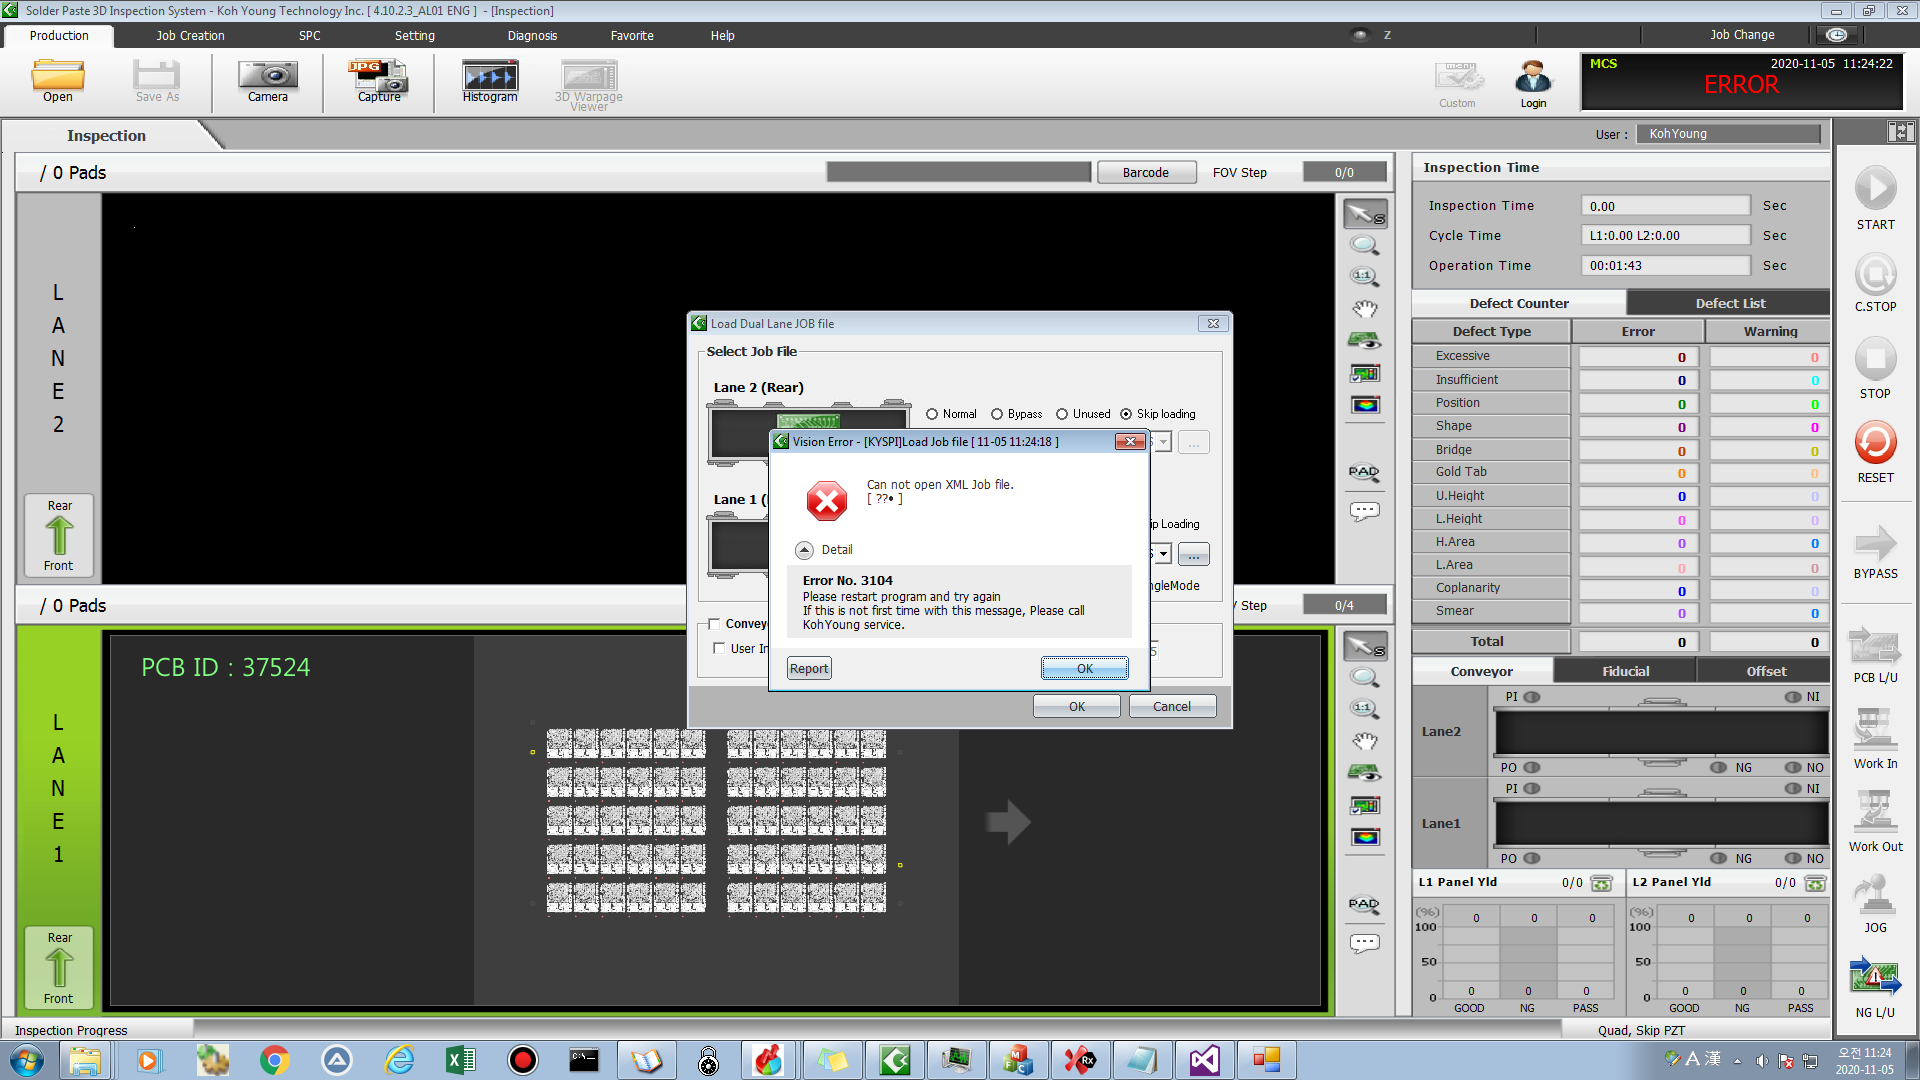 Solder Paste 3D Inspection System - Koh Young Technology Inc. [ 4.10.2.3_AL01 ENG ] - [Inspection]
Production Job Creation SPC Setting Diagnosis Favorite Help Z Job Change
Open Save As Camera Capture Histogram 3D Warpage Viewer Custom Login
JPG
MCS 2020-11-05 11:24:22
ERROR
Inspection
User : KohYoung
/ 0 Pads Barcode FOV Step 0/0
LANE2
Rear
Front
Load Dual Lane JOB file
Select Job File
Lane 2 (Rear)
Normal Bypass Unused Skip loading
...
Lane 1 (
ip Loading
...
ngleMode
Convey
User In
OK Cancel
Vision Error - [KYSPI]Load Job file [ 11-05 11:24:18 ]
Can not open XML Job file.
[ ??• ]
Detail
Error No. 3104
Please restart program and try again
If this is not first time with this message, Please call
KohYoung service.
Report OK
/ 0 Pads Step 0/4
LANE1
PCB ID : 37524
Rear
Front
S
1:1
PAD
S
1:1
PAD
Inspection Time
Inspection Time 0.00 Sec
Cycle Time L1:0.00 L2:0.00 Sec
Operation Time 00:01:43 Sec
Defect Counter Defect List
Defect Type Error Warning
Excessive 0 0
Insufficient 0 0
Position 0 0
Shape 0 0
Bridge 0 0
Gold Tab 0 0
U.Height 0 0
L.Height 0 0
H.Area 0 0
L.Area 0 0
Coplanarity 0 0
Smear 0 0
Total 0 0
Conveyor Fiducial Offset
PI NI
Lane2
PO NG NO
PI NI
Lane1
PO NG NO
L1 Panel Yld 0/0 L2 Panel Yld 0/0
(%) 0 0 0 (%) 0 0 0
100 100
50 50
0 0 0 0 0 0 0 0
GOOD NG PASS GOOD NG PASS
START
C.STOP
STOP
RESET
BYPASS
PCB L/U
Work In
Work Out
JOG
NG L/U
Inspection Progress Quad, Skip PZT
A 漢
오전 11:24
2020-11-05